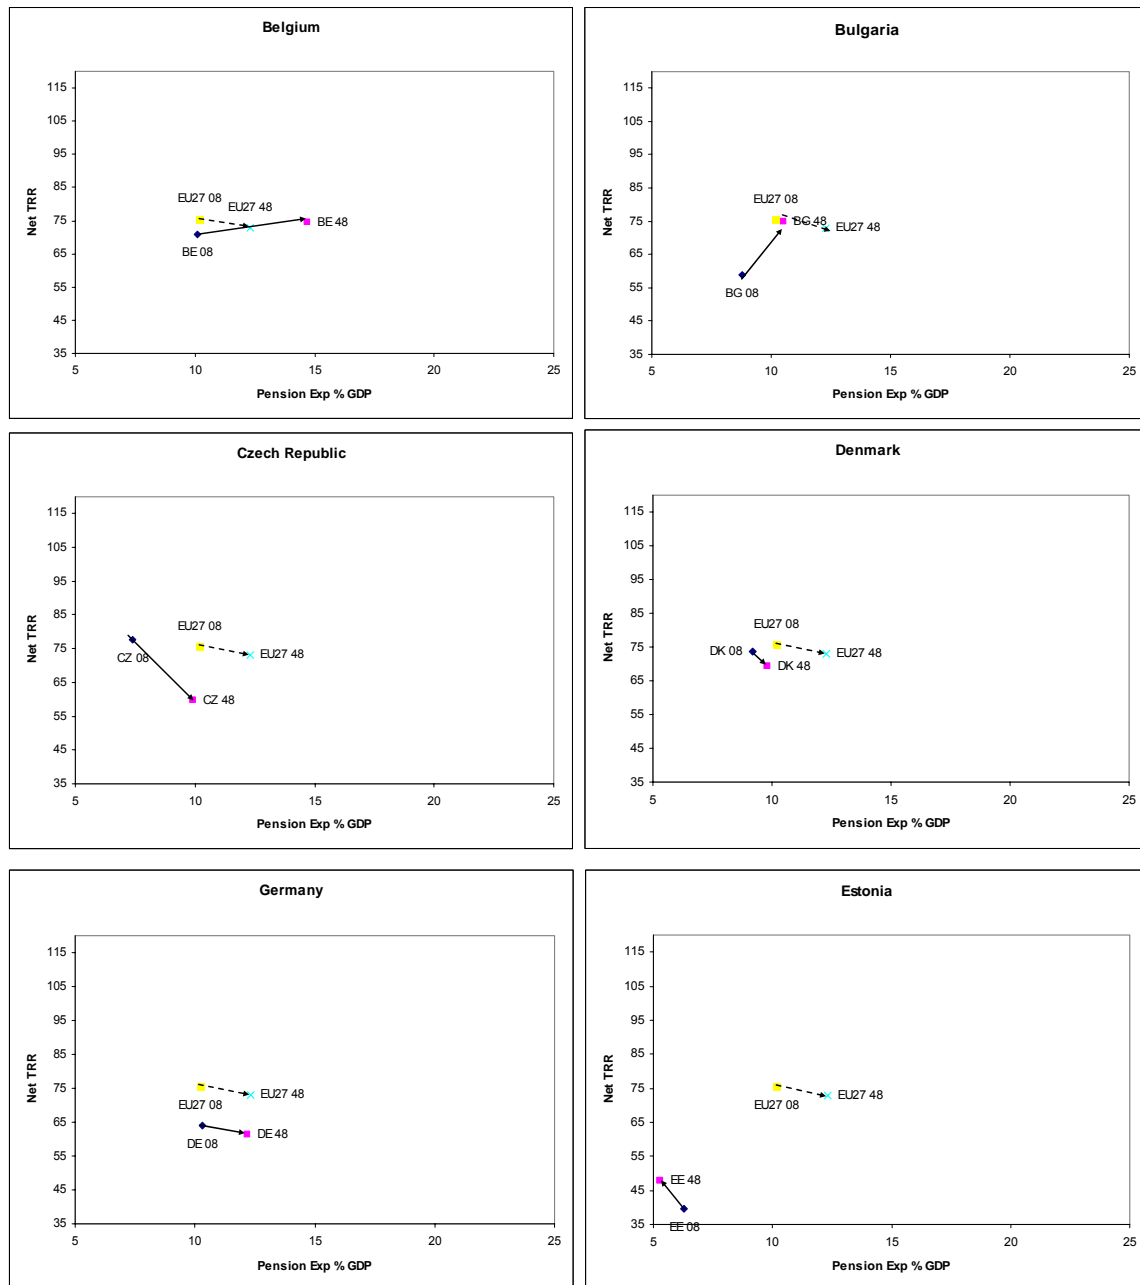 Belgium
115
105
95
85
75
65
55
45
35
Net TRR
EU27 08
EU27 48
BE 48
BE 08
5
10
15
20
25
Pension Exp % GDP
Bulgaria
115
105
95
85
75
65
55
45
35
Net TRR
EU27 08
BG 48
EU27 48
BG 08
5
10
15
20
25
Pension Exp % GDP
Czech Republic
115
105
95
85
75
65
55
45
35
Net TRR
EU27 08
CZ 08
EU27 48
CZ 48
5
10
15
20
25
Pension Exp % GDP
Denmark
115
105
95
85
75
65
55
45
35
Net TRR
EU27 08
DK 08
EU27 48
DK 48
5
10
15
20
25
Pension Exp % GDP
Germany
115
105
95
85
75
65
55
45
35
Net TRR
EU27 48
EU27 08
DE 48
DE 08
5
10
15
20
25
Pension Exp % GDP
Estonia
115
105
95
85
75
65
55
45
35
Net TRR
EU27 48
EU27 08
EE 48
EE 08
5
10
15
20
25
Pension Exp % GDP